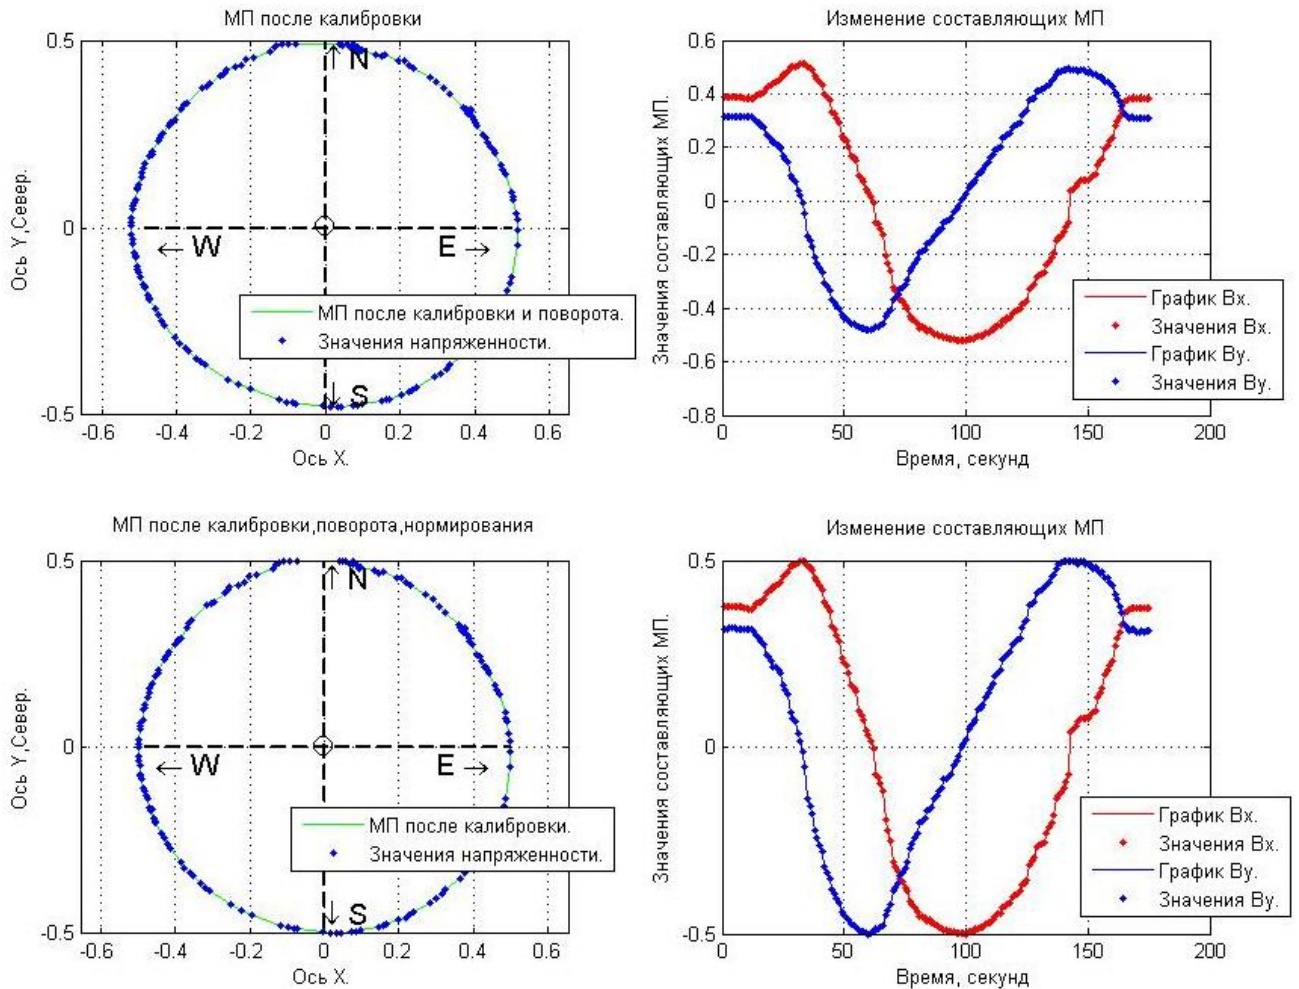 МП после калибровки
0.5
0
-0.5
Ось Y,Север.
N
W
E
S
МП после калибровки и поворота.
Значения напряженности.
-0.6 -0.4 -0.2 0 0.2 0.4 0.6
Ось X.
Изменение составляющих МП
0.6
0.4
0.2
0
-0.2
-0.4
-0.6
-0.8
Значения составляющих МП.
График Bx.
Значения Bx.
График By.
Значения By.
0 50 100 150 200
Время, секунд
МП после калибровки,поворота,нормирования
0.5
0
-0.5
Ось Y,Север.
N
W
E
S
МП после калибровки.
Значения напряженности.
-0.6 -0.4 -0.2 0 0.2 0.4 0.6
Ось X.
Изменение составляющих МП
0.5
0
-0.5
Значения составляющих МП.
График Bx.
Значения Bx.
График By.
Значения By.
0 50 100 150 200
Время, секунд